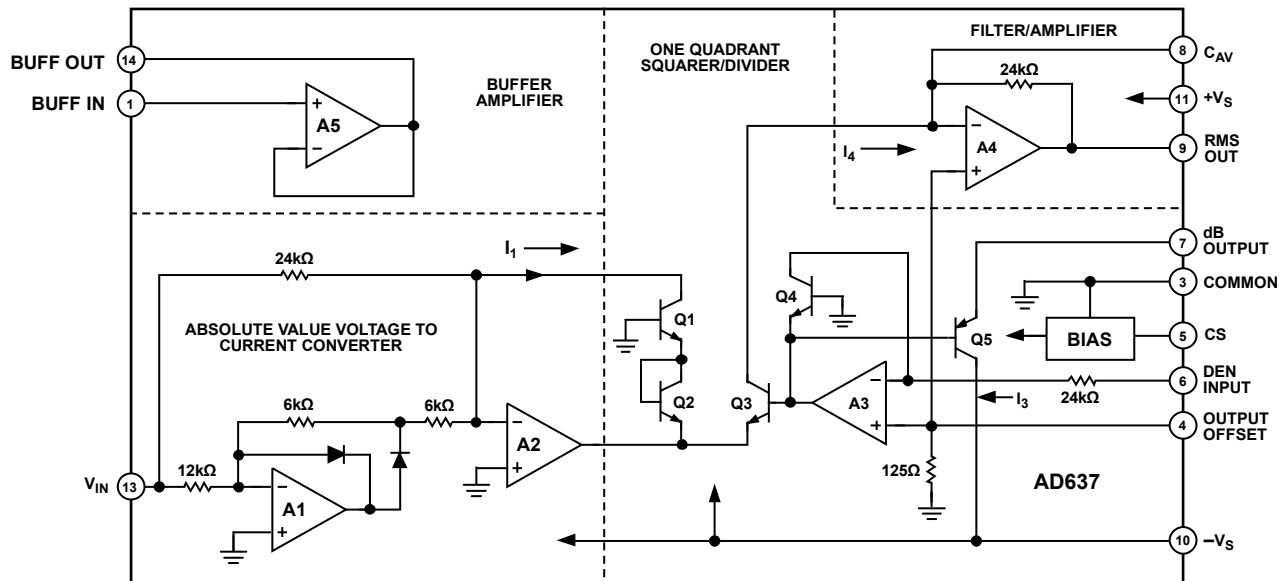 BUFF OUT
14
BUFF IN
1
+
A5
−
BUFFER
AMPLIFIER
ONE QUADRANT
SQUARER/DIVIDER
FILTER/AMPLIFIER
8
CAV
24kΩ
11
+VS
I4
−
A4
+
9
RMS
OUT
I1
24kΩ
ABSOLUTE VALUE VOLTAGE TO
CURRENT CONVERTER
Q1
Q2
Q3
Q4
Q5
7
dB
OUTPUT
3
COMMON
BIAS
5
CS
6
DEN
INPUT
24kΩ
I3
−
A3
+
4
OUTPUT
OFFSET
125Ω
AD637
6kΩ
6kΩ
−
A2
+
VIN
13
12kΩ
−
A1
+
10
−VS